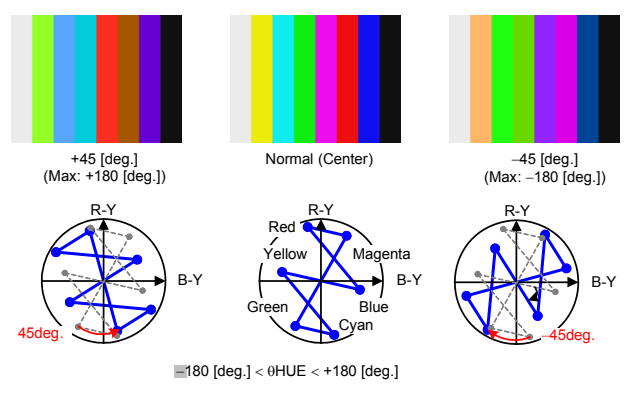 +45 [deg.]
(Max: +180 [deg.])
Normal (Center)
−45 [deg.]
(Max: −180 [deg.])
R-Y
B-Y
45deg.
R-Y
Red
Yellow
Magenta
B-Y
Green
Blue
Cyan
R-Y
B-Y
−45deg.
−180 [deg.] < θHUE < +180 [deg.]